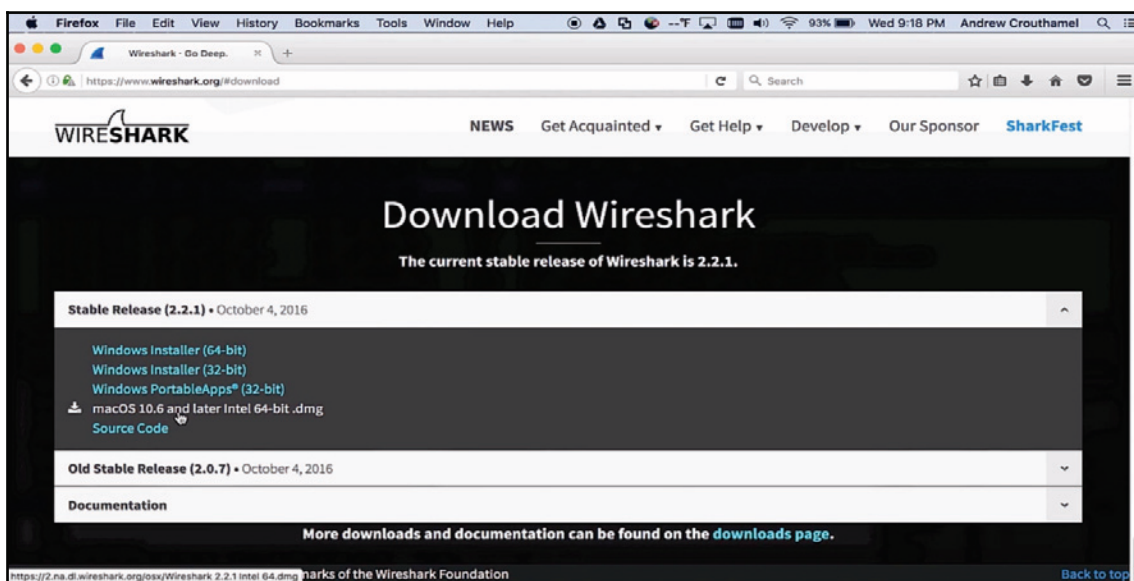 Firefox File Edit View History Bookmarks Tools Window Help --°F 93% Wed 9:18 PM Andrew Crouthamel
Wireshark · Go Deep.
https://www.wireshark.org/#download Search
WIRESHARK NEWS Get Acquainted Get Help Develop Our Sponsor SharkFest
Download Wireshark
The current stable release of Wireshark is 2.2.1.
Stable Release (2.2.1) • October 4, 2016
Windows Installer (64-bit)
Windows Installer (32-bit)
Windows PortableApps® (32-bit)
macOS 10.6 and later Intel 64-bit .dmg
Source Code
Old Stable Release (2.0.7) • October 4, 2016
Documentation
More downloads and documentation can be found on the downloads page.
https://2.na.dl.wireshark.org/osx/Wireshark 2.2.1 Intel 64.dmg marks of the Wireshark Foundation Back to top